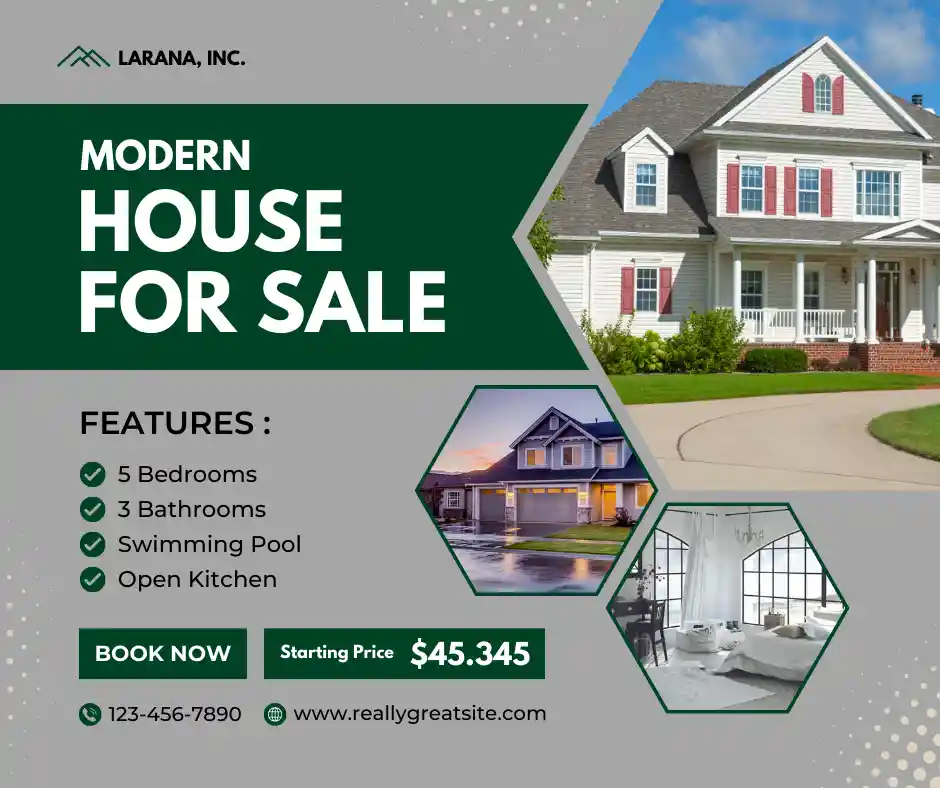 LARANA, INC.
MODERN
HOUSE
FOR SALE
FEATURES :
5 Bedrooms
3 Bathrooms
Swimming Pool
Open Kitchen
BOOK NOW
Starting Price $45.345
123-456-7890 www.reallygreatsite.com